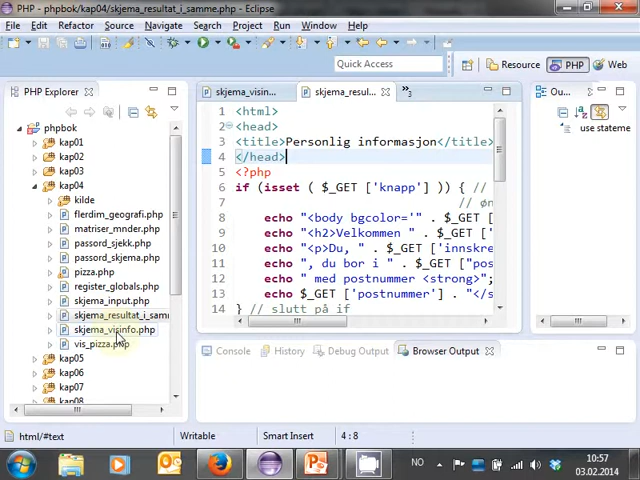 PHP - phpbok/kap04/skjema_resultat_i_samme.php - Eclipse
File Edit Refactor Source Navigate Search Project Run Window Help
Quick Access
Resource PHP Web
PHP Explorer
skjema_visin... skjema_resul... »3
Ou...
phpbok
kap01
kap02
kap03
kap04
kilde
flerdim_geografi.php
matriser_mnder.php
passord_sjekk.php
passord_skjema.php
pizza.php
register_globals.php
skjema_input.php
skjema_resultat_i_samm
skjema_visinfo.php
vis_pizza.php
kap05
kap06
kap07
kap08
1 <html>
2 <head>
3 <title>Personlig informasjon</title>
4 </head>
5 <?php
6 if (isset ( $_GET ['knapp'] )) { //
7 // øn
8 echo "<body bgcolor='" . $_GET [
9 echo "<h2>Velkommen " . $_GET ['
10 echo "<p>Du, " . $_GET ['innskre
11 echo ", du bor i " . $_GET ["pos
12 echo " med postnummer <strong>";
13 echo $_GET ['postnummer'] . "</s
14 } // slutt på if
use stateme
Console History Debug Output Browser Output
html/#text Writable Smart Insert 4 : 8
NO
10:57
03.02.2014